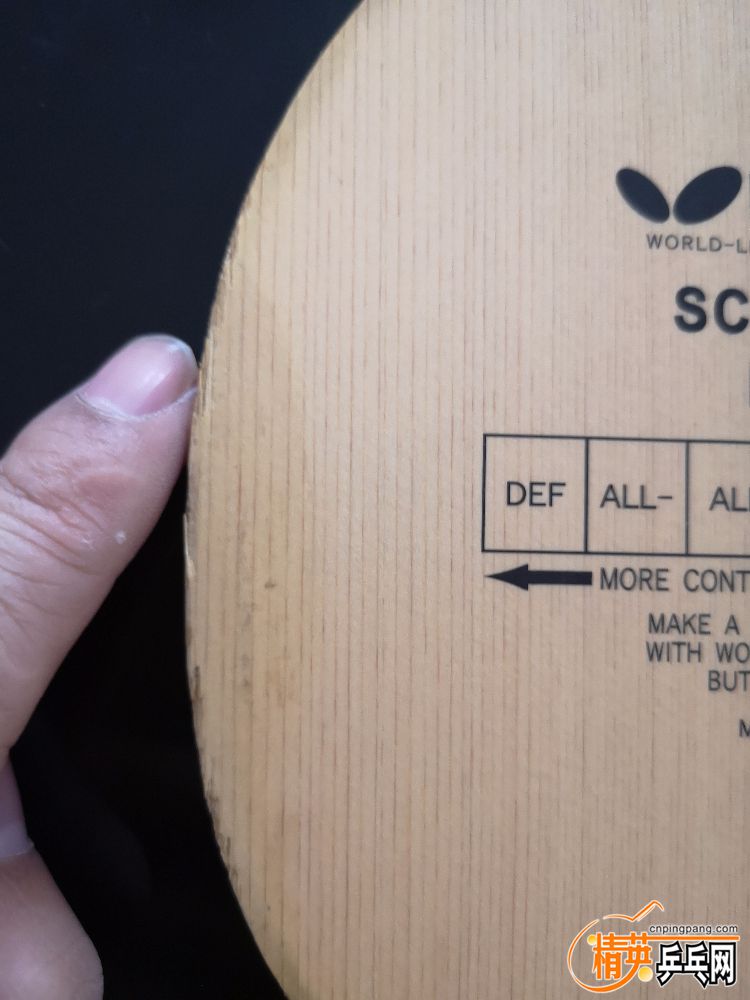 WORLD-L
SC
DEF ALL- AL
MORE CONT
MAKE A
WITH WO
BUT
M
cnpingpang.com
精英乒乓网